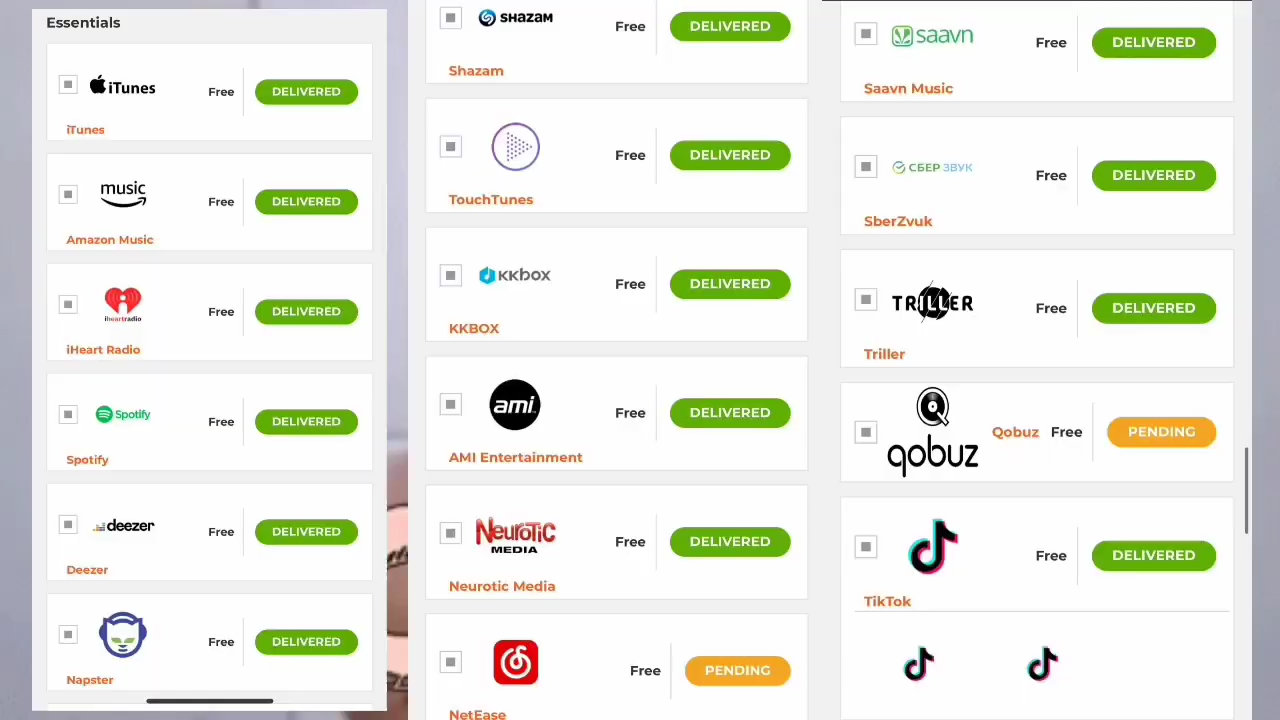 Essentials
iTunes
Free
DELIVERED
iTunes
music
Free
DELIVERED
Amazon Music
iheartradio
Free
DELIVERED
iHeart Radio
Spotify
Free
DELIVERED
Spotify
deezer
Free
DELIVERED
Deezer
Free
DELIVERED
Napster
SHAZAM
Free
DELIVERED
Shazam
Free
DELIVERED
TouchTunes
KKBOX
Free
DELIVERED
KKBOX
ami
Free
DELIVERED
AMI Entertainment
NEUROTIC
MEDIA
Free
DELIVERED
Neurotic Media
Free
PENDING
NetEase
saavn
Free
DELIVERED
Saavn Music
СБЕР ЗВУК
Free
DELIVERED
SberZvuk
TRILLER
Free
DELIVERED
Triller
qobuz
Qobuz
Free
PENDING
Free
DELIVERED
TikTok